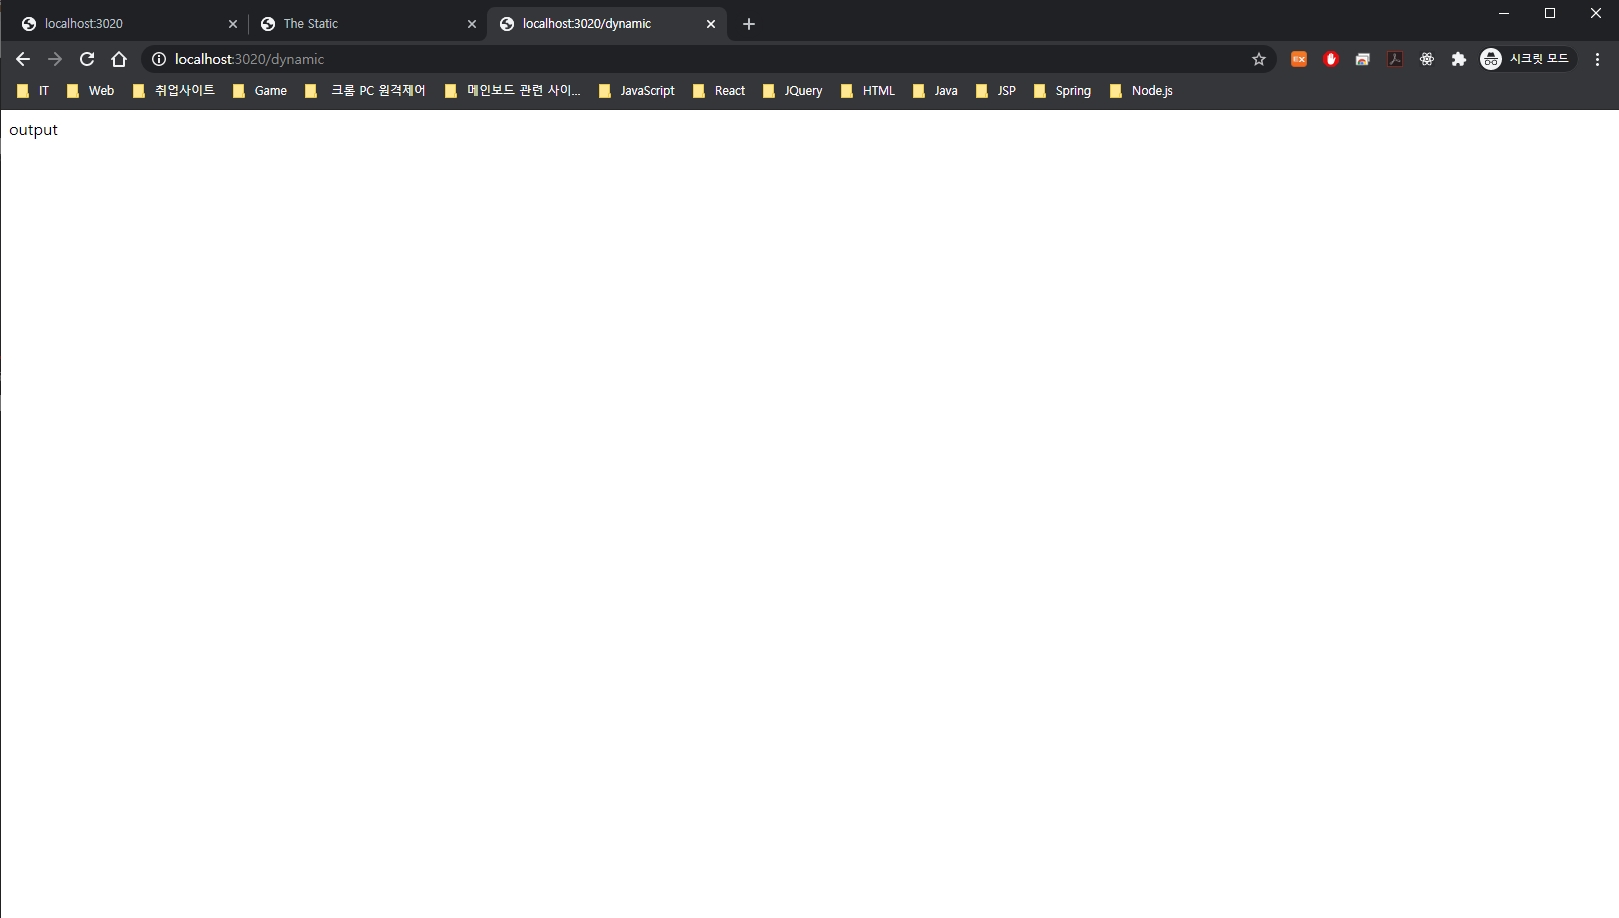 localhost:3020
The Static
localhost:3020/dynamic
localhost:3020/dynamic
시크릿 모드
IT
Web
취업사이트
Game
크롬 PC 원격제어
메인보드 관련 사이...
JavaScript
React
JQuery
HTML
Java
JSP
Spring
Node.js
output